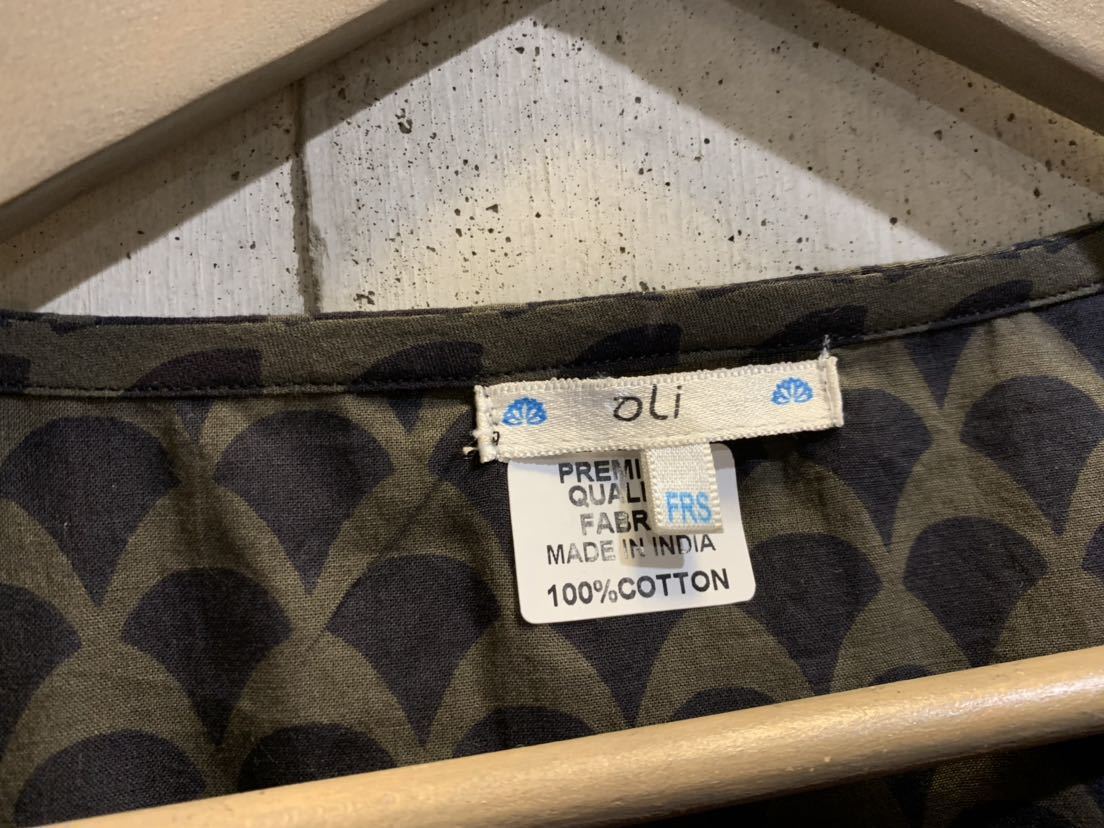 oli
PREMI
QUALI
FABR
FRS
MADE IN INDIA
100%COTTON